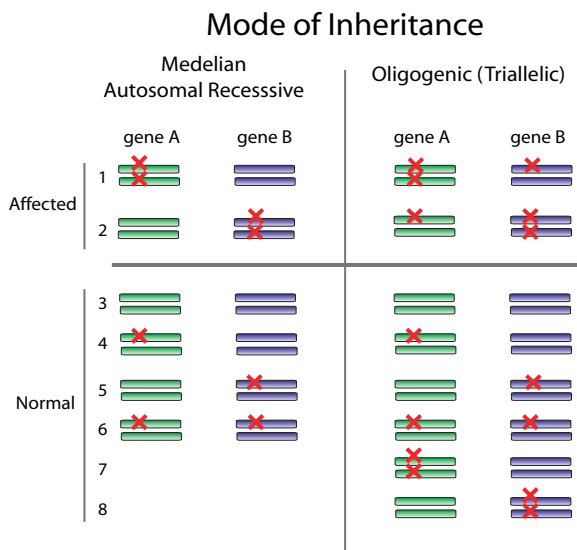 Mode of Inheritance
Medelian
Autosomal Recesssive
Oligogenic (Triallelic)
gene A
gene B
gene A
gene B
Affected
1
2
Normal
3
4
5
6
7
8